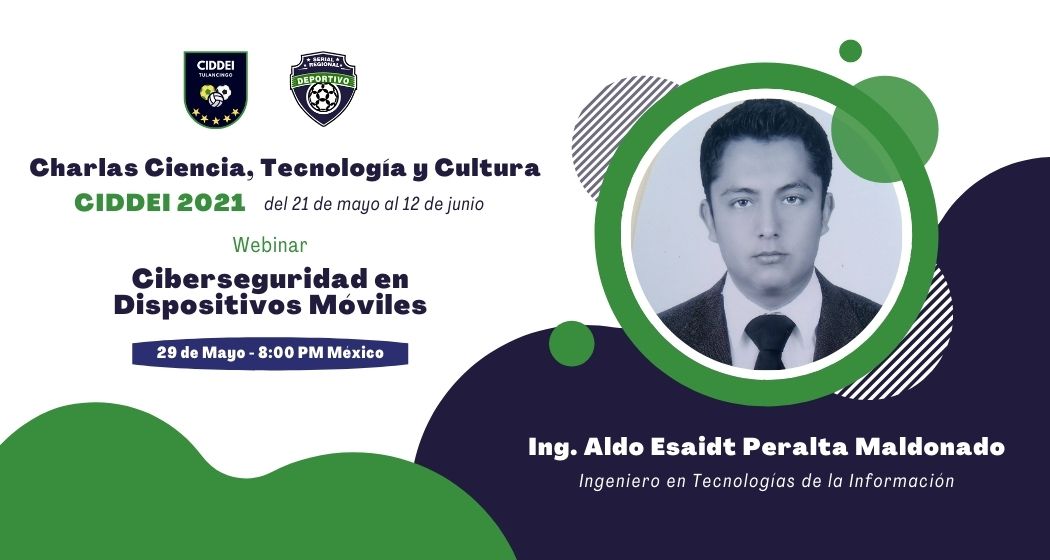 CIDDEI
TULANCINGO
SERIAL
REGIONAL
DEPORTIVO
Charlas Ciencia, Tecnología y Cultura
CIDDEI 2021 del 21 de mayo al 12 de junio
Webinar
Ciberseguridad en
Dispositivos Móviles
29 de Mayo - 8:00 PM México
Ing. Aldo Esaidt Peralta Maldonado
Ingeniero en Tecnologías de la Información